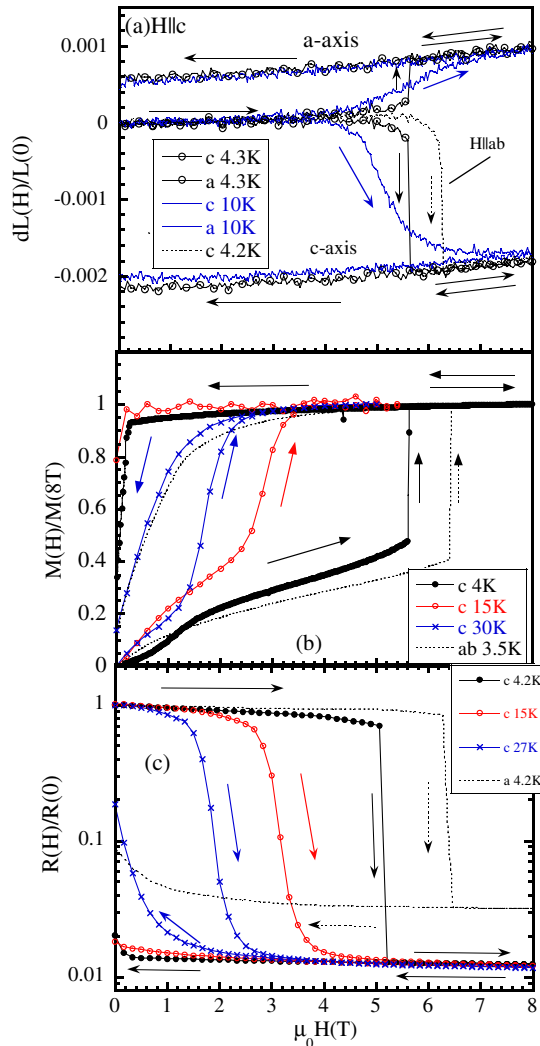 (a)H||c
a-axis
0.001
0
-0.001
-0.002
dL(H)/L(0)
H||ab
c 4.3K
a 4.3K
c 10K
a 10K
c 4.2K
c-axis
1
0.8
0.6
0.4
0.2
0
M(H)/M(8T)
c 4K
c 15K
c 30K
ab 3.5K
(b)
1
0.1
0.01
R(H)/R(0)
(c)
c 4.2K
c 15K
c 27K
a 4.2K
0 1 2 3 4 5 6 7 8
μ0H(T)